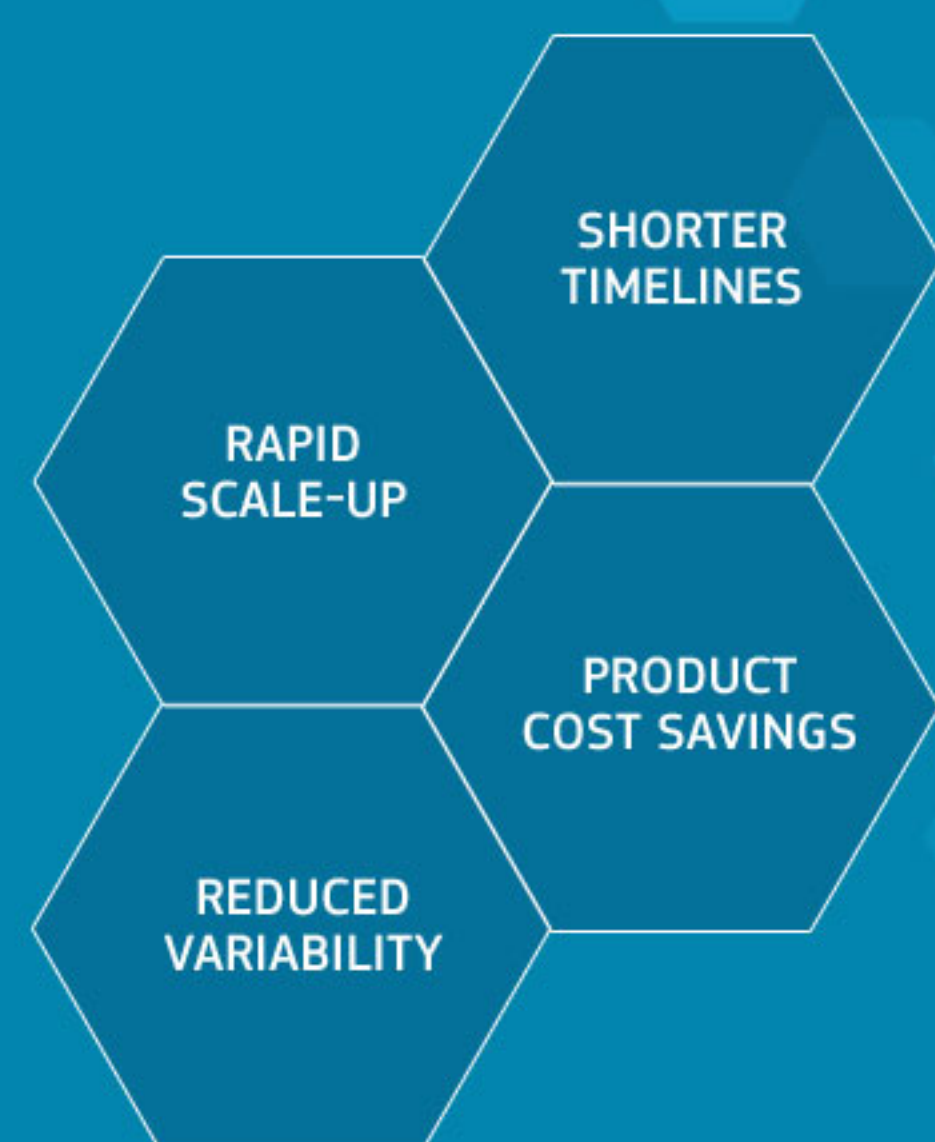 SHORTER
TIMELINES
RAPID
SCALE-UP
PRODUCT
COST SAVINGS
REDUCED
VARIABILITY